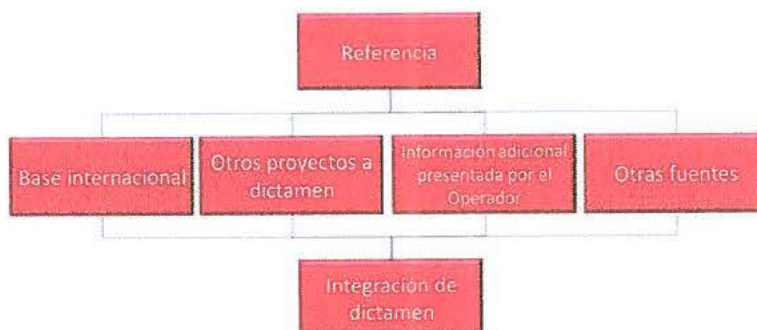 Referencia
Base internacional
Otros proyectos a
dictamen
Información adicional
presentada por el
Operador
Otras fuentes
Integración de
dictamen